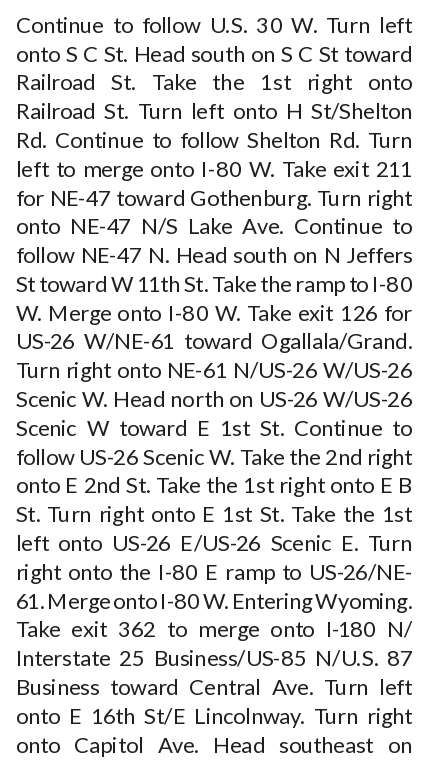 Continue to follow U.S. 30 W. Turn left
onto S C St. Head south on S C St toward
Railroad St. Take the 1st right onto
Railroad St. Turn left onto H St/Shelton
Rd. Continue to follow Shelton Rd. Turn
left to merge onto I-80 W. Take exit 211
for NE-47 toward Gothenburg. Turn right
onto NE-47 N/S Lake Ave. Continue to
follow NE-47 N. Head south on N Jeffers
St toward W 11th St. Take the ramp to I-80
W. Merge onto I-80 W. Take exit 126 for
US-26 W/NE-61 toward Ogallala/Grand.
Turn right onto NE-61 N/US-26 W/US-26
Scenic W. Head north on US-26 W/US-26
Scenic W toward E 1st St. Continue to
follow US-26 Scenic W. Take the 2nd right
onto E 2nd St. Take the 1st right onto E B
St. Turn right onto E 1st St. Take the 1st
left onto US-26 E/US-26 Scenic E. Turn
right onto the I-80 E ramp to US-26/NE-
61. Merge onto I-80 W. Entering Wyoming.
Take exit 362 to merge onto I-180 N/
Interstate 25 Business/US-85 N/U.S. 87
Business toward Central Ave. Turn left
onto E 16th St/E Lincolnway. Turn right
onto Capitol Ave. Head southeast on